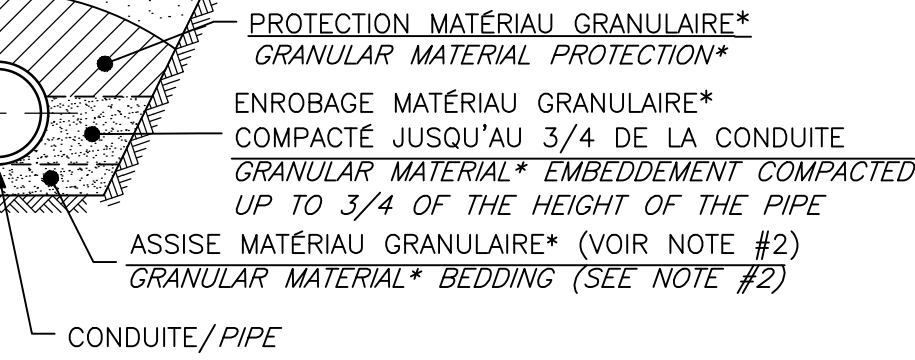 PROTECTION MATÉRIAU GRANULAIRE*
GRANULAR MATERIAL PROTECTION*
ENROBAGE MATÉRIAU GRANULAIRE*
COMPACTÉ JUSQU'AU 3/4 DE LA CONDUITE
GRANULAR MATERIAL* EMBEDDEMENT COMPACTED
UP TO 3/4 OF THE HEIGHT OF THE PIPE
ASSISE MATÉRIAU GRANULAIRE* (VOIR NOTE #2)
GRANULAR MATERIAL* BEDDING (SEE NOTE #2)
CONDUITE/PIPE